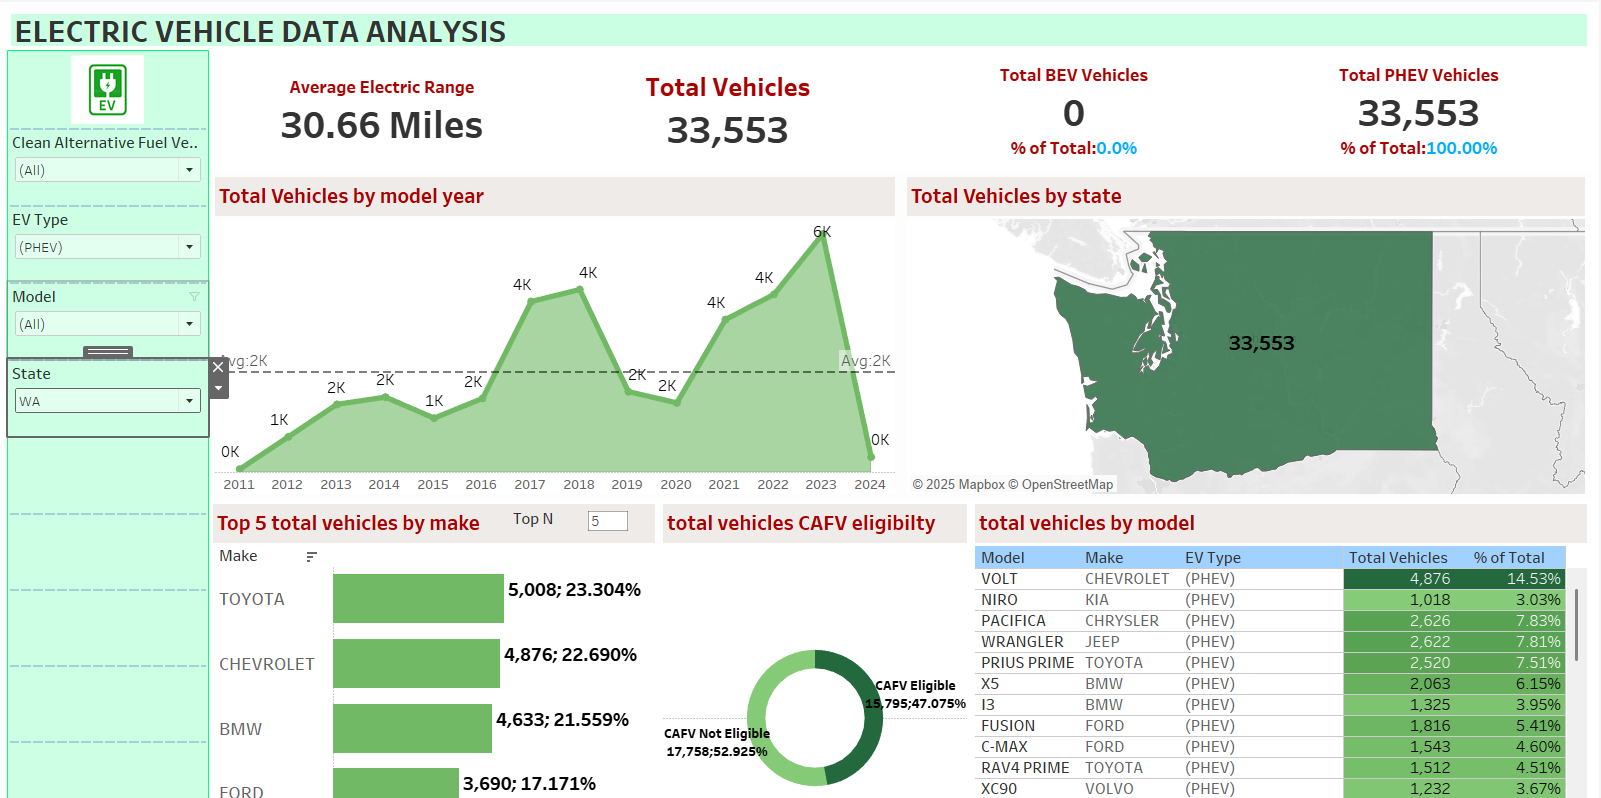 ELECTRIC VEHICLE DATA ANALYSIS
EV
Clean Alternative Fuel Ve..
(All)
EV Type
(PHEV)
Model
(All)
State
WA
Average Electric Range
30.66 Miles
Total Vehicles
33,553
Total BEV Vehicles
0
% of Total:0.0%
Total PHEV Vehicles
33,553
% of Total:100.00%
Total Vehicles by model year
6K
4K
4K
4K
4K
Avg:2K
Avg:2K
2K
2K
2K
2K
2K
1K
1K
0K
0K
2011 2012 2013 2014 2015 2016 2017 2018 2019 2020 2021 2022 2023 2024
Total Vehicles by state
33,553
© 2025 Mapbox © OpenStreetMap
Top 5 total vehicles by make
Top N
5
Make
TOYOTA 5,008; 23.304%
CHEVROLET 4,876; 22.690%
BMW 4,633; 21.559%
FORD 3,690; 17.171%
total vehicles CAFV eligibilty
CAFV Eligible
15,795;47.075%
CAFV Not Eligible
17,758;52.925%
total vehicles by model
Model Make EV Type Total Vehicles % of Total
VOLT CHEVROLET (PHEV) 4,876 14.53%
NIRO KIA (PHEV) 1,018 3.03%
PACIFICA CHRYSLER (PHEV) 2,626 7.83%
WRANGLER JEEP (PHEV) 2,622 7.81%
PRIUS PRIME TOYOTA (PHEV) 2,520 7.51%
X5 BMW (PHEV) 2,063 6.15%
I3 BMW (PHEV) 1,325 3.95%
FUSION FORD (PHEV) 1,816 5.41%
C-MAX FORD (PHEV) 1,543 4.60%
RAV4 PRIME TOYOTA (PHEV) 1,512 4.51%
XC90 VOLVO (PHEV) 1,232 3.67%